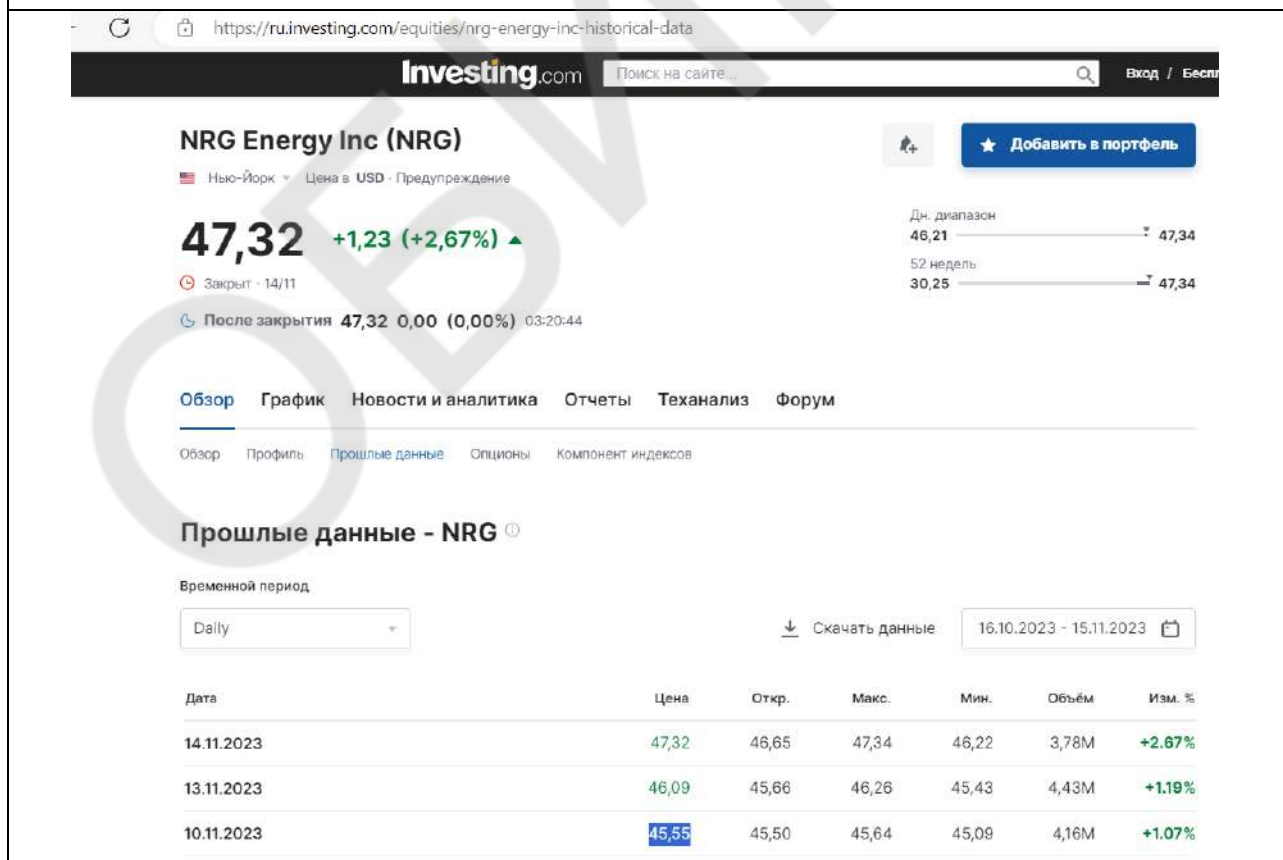 https://ru.investing.com/equities/nrg-energy-inc-historical-data
Investing.com Поиск на сайте... Вход /
NRG Energy Inc (NRG)
Добавить в портфель
Нью-Йорк Цена в USD · Предупреждение
47,32 +1,23 (+2,67%)
Дн. диапазон
46,21 47,34
52 недель
30,25 47,34
Закрыт · 14/11
После закрытия 47,32 0,00 (0,00%) 03:20:44
Обзор График Новости и аналитика Отчеты Теханализ Форум
Обзор Профиль Прошлые данные Опционы Компонент индексов
Прошлые данные - NRG
Временной период
Daily Скачать данные 16.10.2023 - 15.11.2023
Дата Цена Откр. Макс. Мин. Объём Изм. %
14.11.2023 47,32 46,65 47,34 46,22 3,78M +2.67%
13.11.2023 46,09 45,66 46,26 45,43 4,43M +1.19%
10.11.2023 45,55 45,50 45,64 45,09 4,16M +1.07%